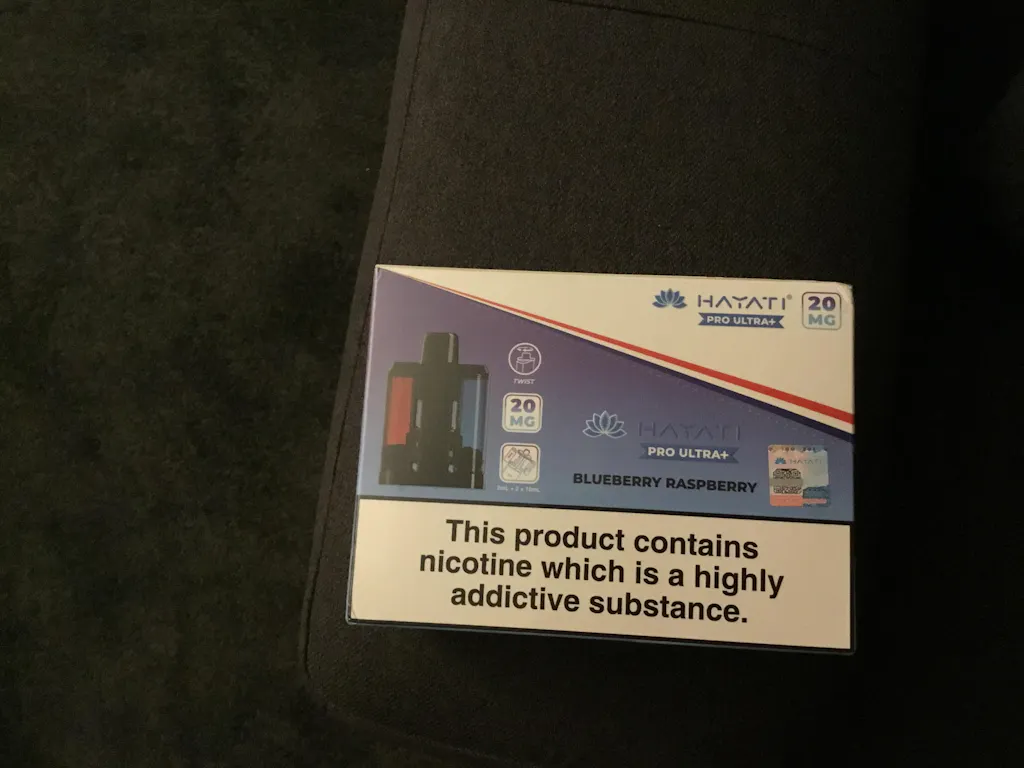 HAYATI®
PRO ULTRA+
20
MG
TWIST
20
MG
HAYATI
PRO ULTRA+
BLUEBERRY RASPBERRY
HAYATI
This product contains
nicotine which is a highly
addictive substance.